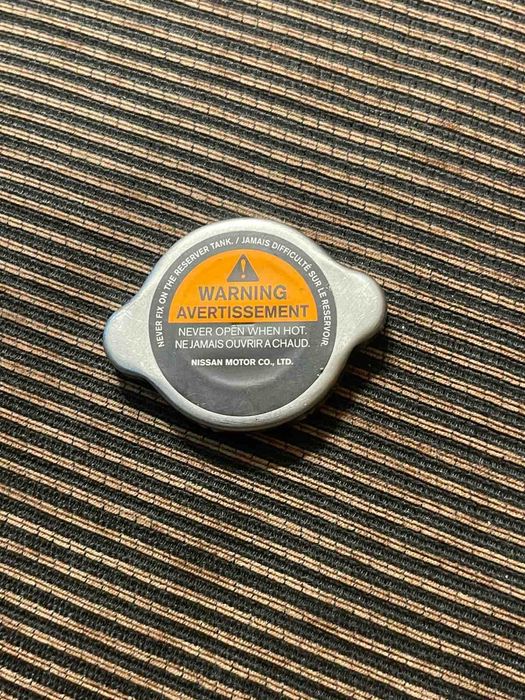 NEVER FIX ON THE RESERVER TANK. / JAMAIS DIFFICULTÉ SUR LE RESERVOIR.
WARNING
AVERTISSEMENT
NEVER OPEN WHEN HOT.
NE JAMAIS OUVRIR A CHAUD.
NISSAN MOTOR CO., LTD.